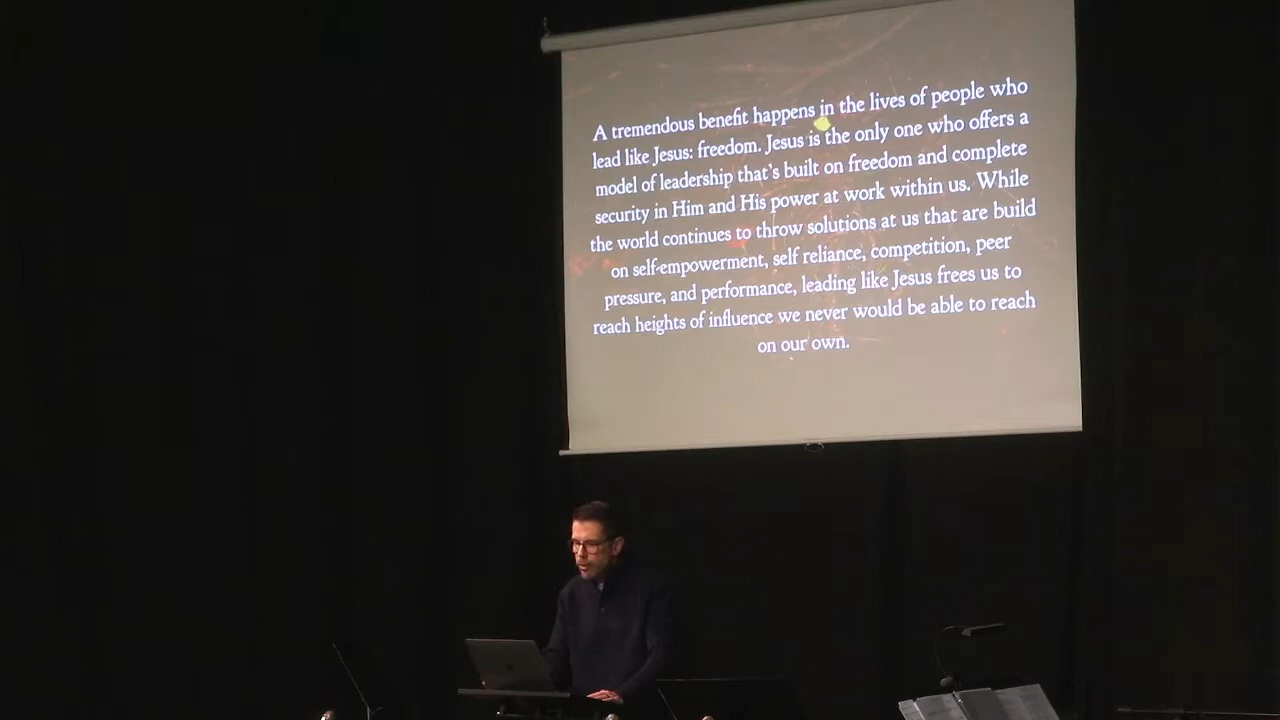 A tremendous benefit happens in the lives of people who
lead like Jesus: freedom. Jesus is the only one who offers a
model of leadership that's built on freedom and complete
security in Him and His power at work within us. While
the world continues to throw solutions at us that are build
on self-empowerment, self reliance, competition, peer
pressure, and performance, leading like Jesus frees us to
reach heights of influence we never would be able to reach
on our own.